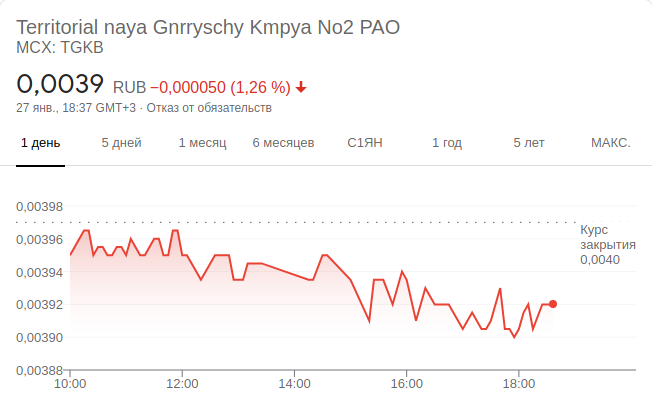 Territorial naya Gnrryschy Kmpya No2 PAO
MCX: TGKB
0,0039 RUB −0,000050 (1,26 %)
27 янв., 18:37 GMT+3 · Отказ от обязательств
1 день 5 дней 1 месяц 6 месяцев С1ЯН 1 год 5 лет МАКС.
0,00398
0,00396
0,00394
0,00392
0,00390
0,00388
Курс
закрытия
0,0040
10:00 12:00 14:00 16:00 18:00